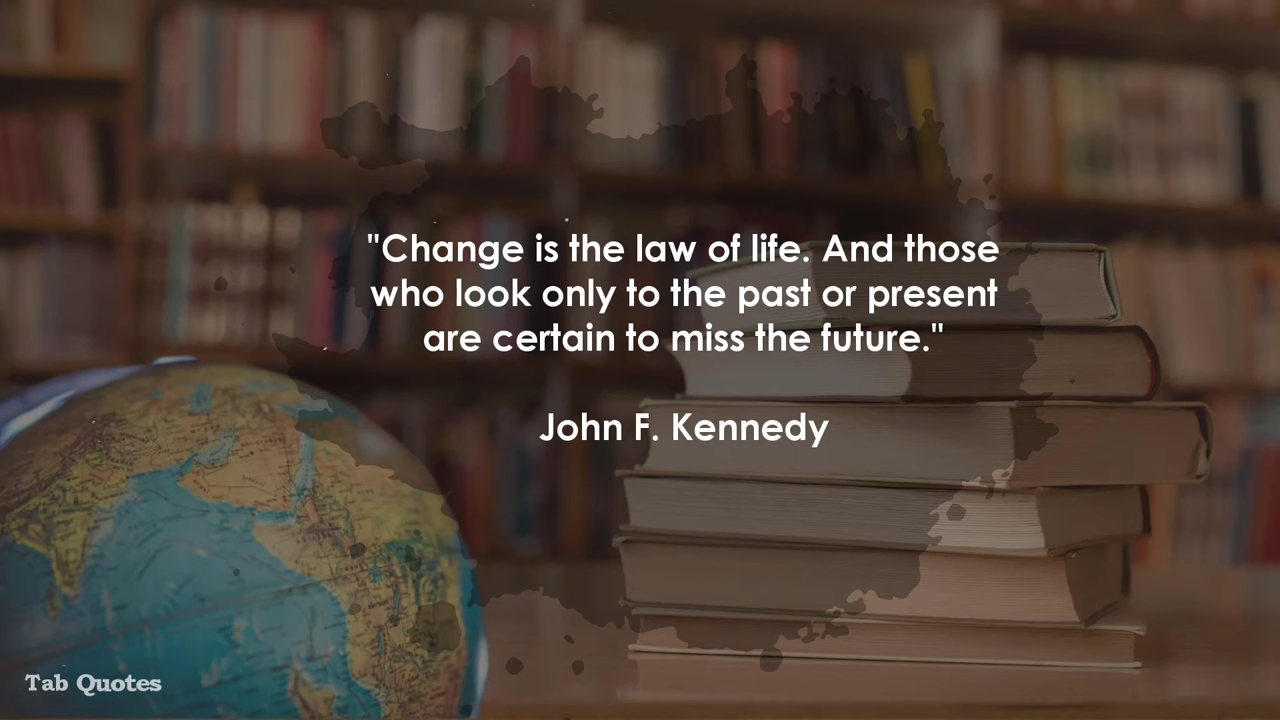 "Change is the law of life. And those
who look only to the past or present
are certain to miss the future."
John F. Kennedy
Tab Quotes